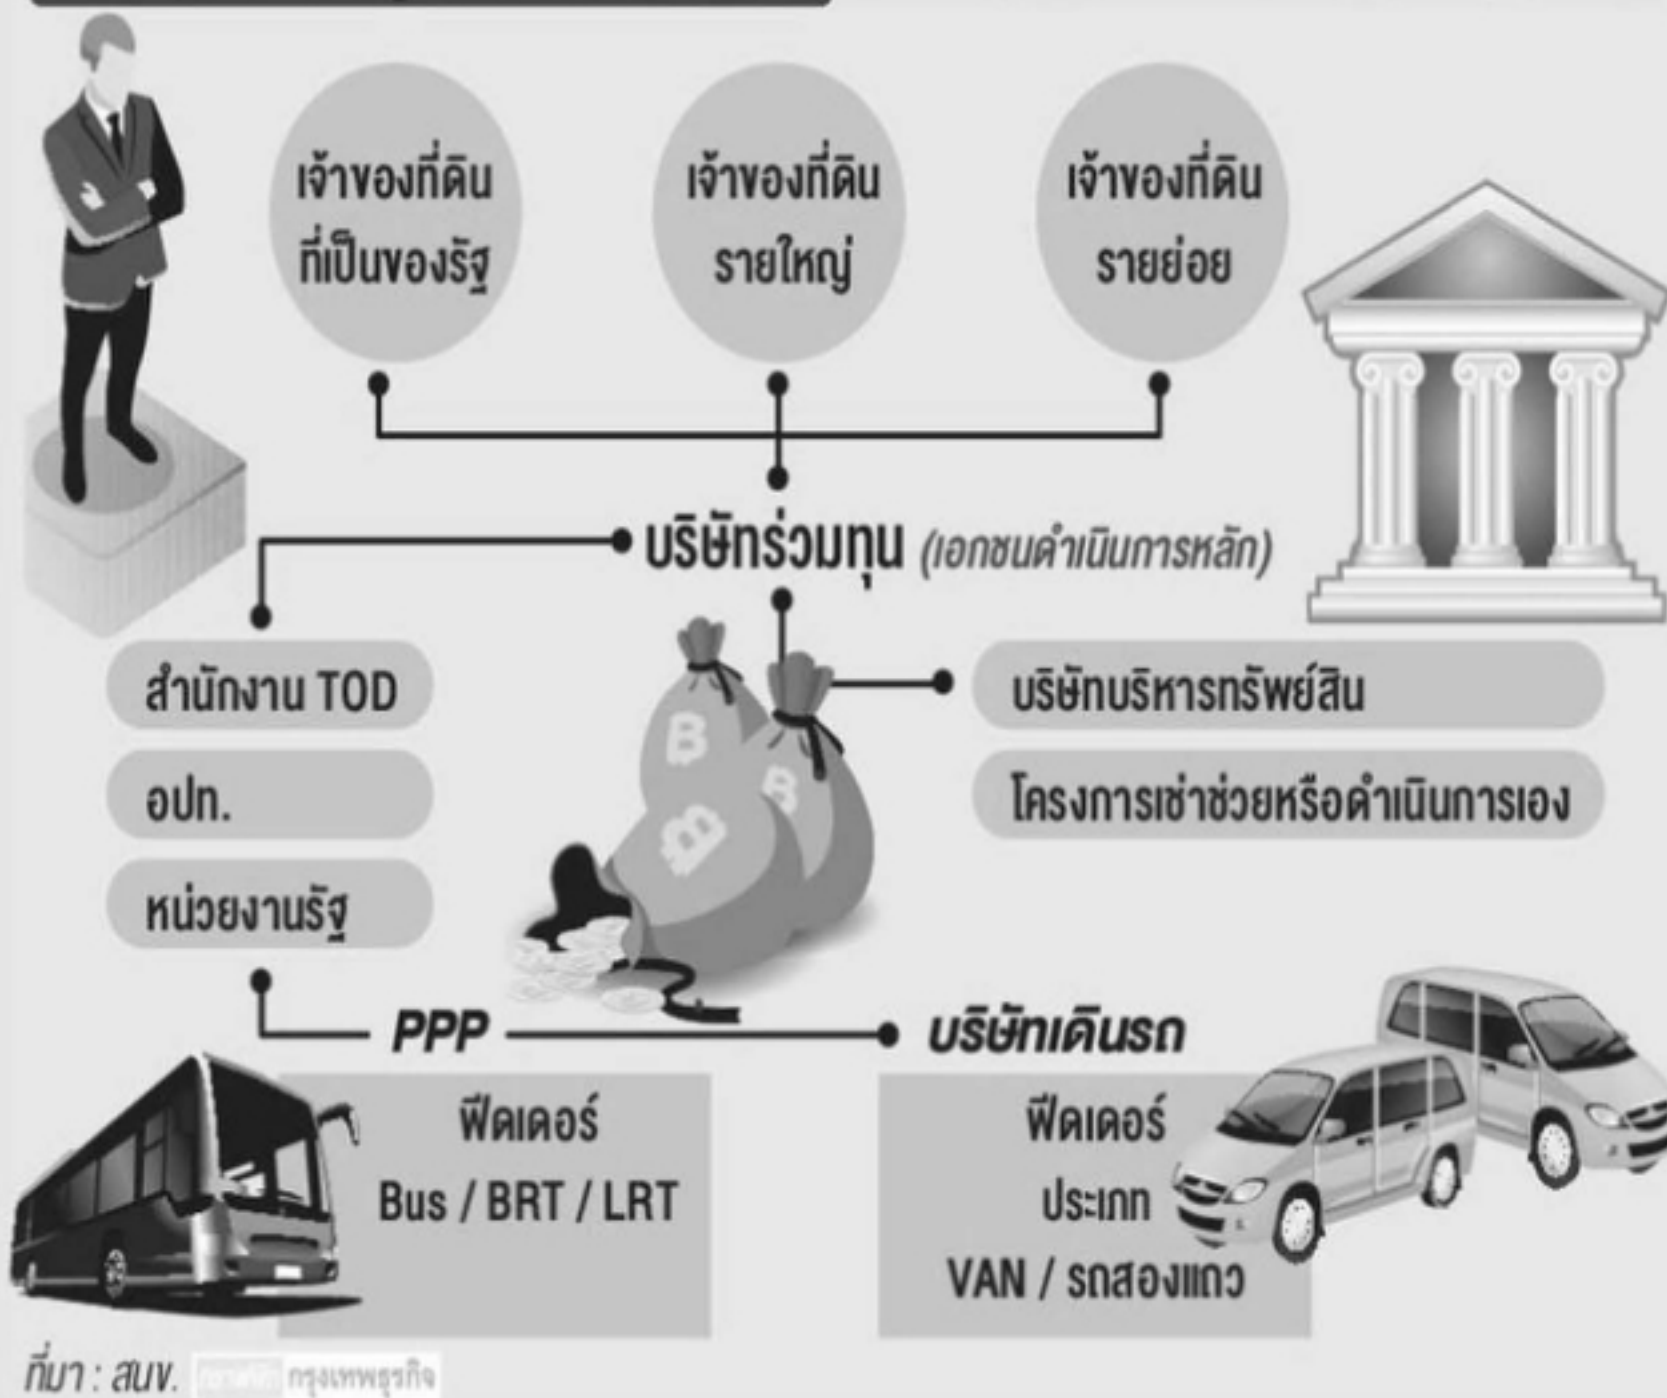 เจ้าของที่ดิน
ที่เป็นของรัฐ
เจ้าของที่ดิน
รายใหญ่
เจ้าของที่ดิน
รายย่อย
บริษัทร่วมทุน (เอกชนดำเนินการหลัก)
สำนักงาน TOD
อปท.
หน่วยงานรัฐ
บริษัทบริหารทรัพย์สิน
โครงการเช่าช่วยหรือดำเนินการเอง
PPP
บริษัทเดินรถ
ฟีดเดอร์
Bus / BRT / LRT
ฟีดเดอร์
ประเภท
VAN / รถสองแถว
ที่มา : สนข.
กรุงเทพธุรกิจ